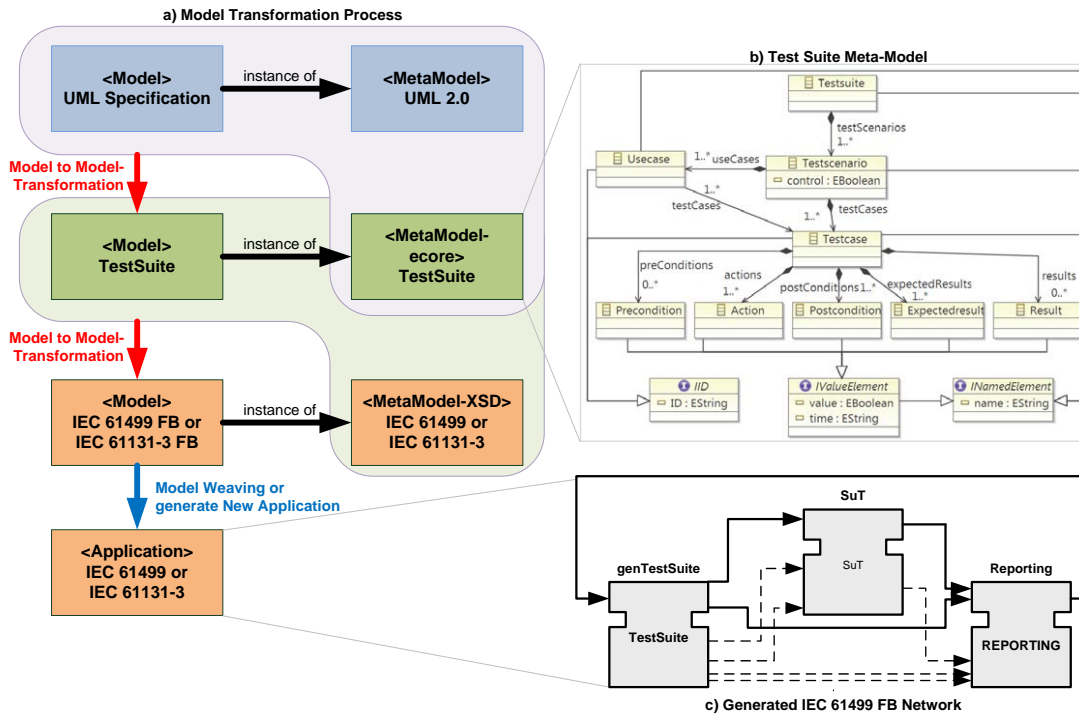 a) Model Transformation Process
<Model>
UML Specification
instance of
<MetaModel>
UML 2.0
Model to Model-
Transformation
<Model>
TestSuite
instance of
<MetaModel-
ecore>
TestSuite
Model to Model-
Transformation
<Model>
IEC 61499 FB or
IEC 61131-3 FB
instance of
<MetaModel-XSD>
IEC 61499 or
IEC 61131-3
Model Weaving or
generate New Application
<Application>
IEC 61499 or
IEC 61131-3
b) Test Suite Meta-Model
Testsuite
testScenarios
1..*
Usecase
1..*
useCases
Testscenario
control : EBoolean
1..*
testCases
testCases
1..*
Testcase
preConditions
0..*
actions
1..*
postConditions
1..*
expectedResults
1..*
results
0..*
Precondition
Action
Postcondition
Expectedresult
Result
IID
ID : EString
IValueElement
value : EBoolean
time : EString
INamedElement
name : EString
SuT
SuT
genTestSuite
TestSuite
Reporting
REPORTING
c) Generated IEC 61499 FB Network